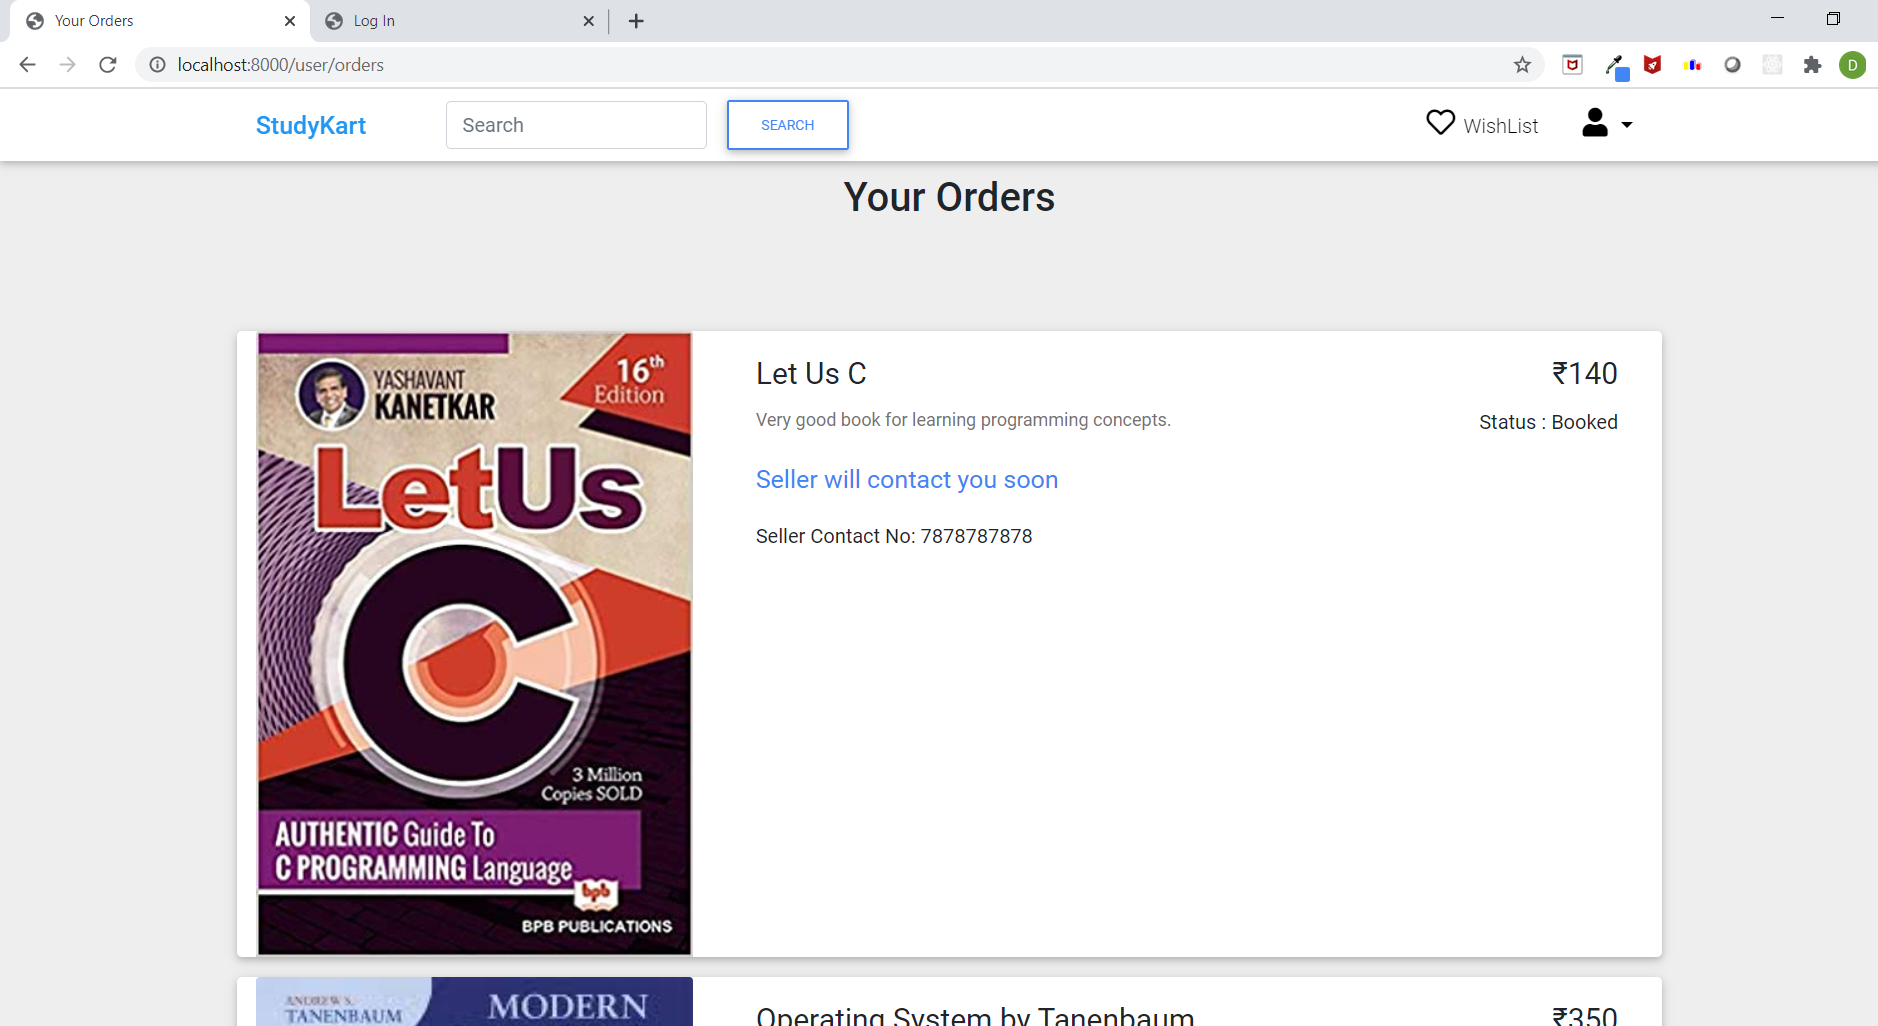 Your Orders
Log In
localhost:8000/user/orders
D
StudyKart
Search
SEARCH
WishList
Your Orders
YASHAVANT
KANETKAR
16th
Edition
LetUs
C
3 Million
Copies SOLD
AUTHENTIC Guide To
C PROGRAMMING Language
bpb
BPB PUBLICATIONS
Let Us C
₹140
Very good book for learning programming concepts.
Status : Booked
Seller will contact you soon
Seller Contact No: 7878787878
ANDREW S.
TANENBAUM
MODERN
Operating System by Tanenbaum
₹350